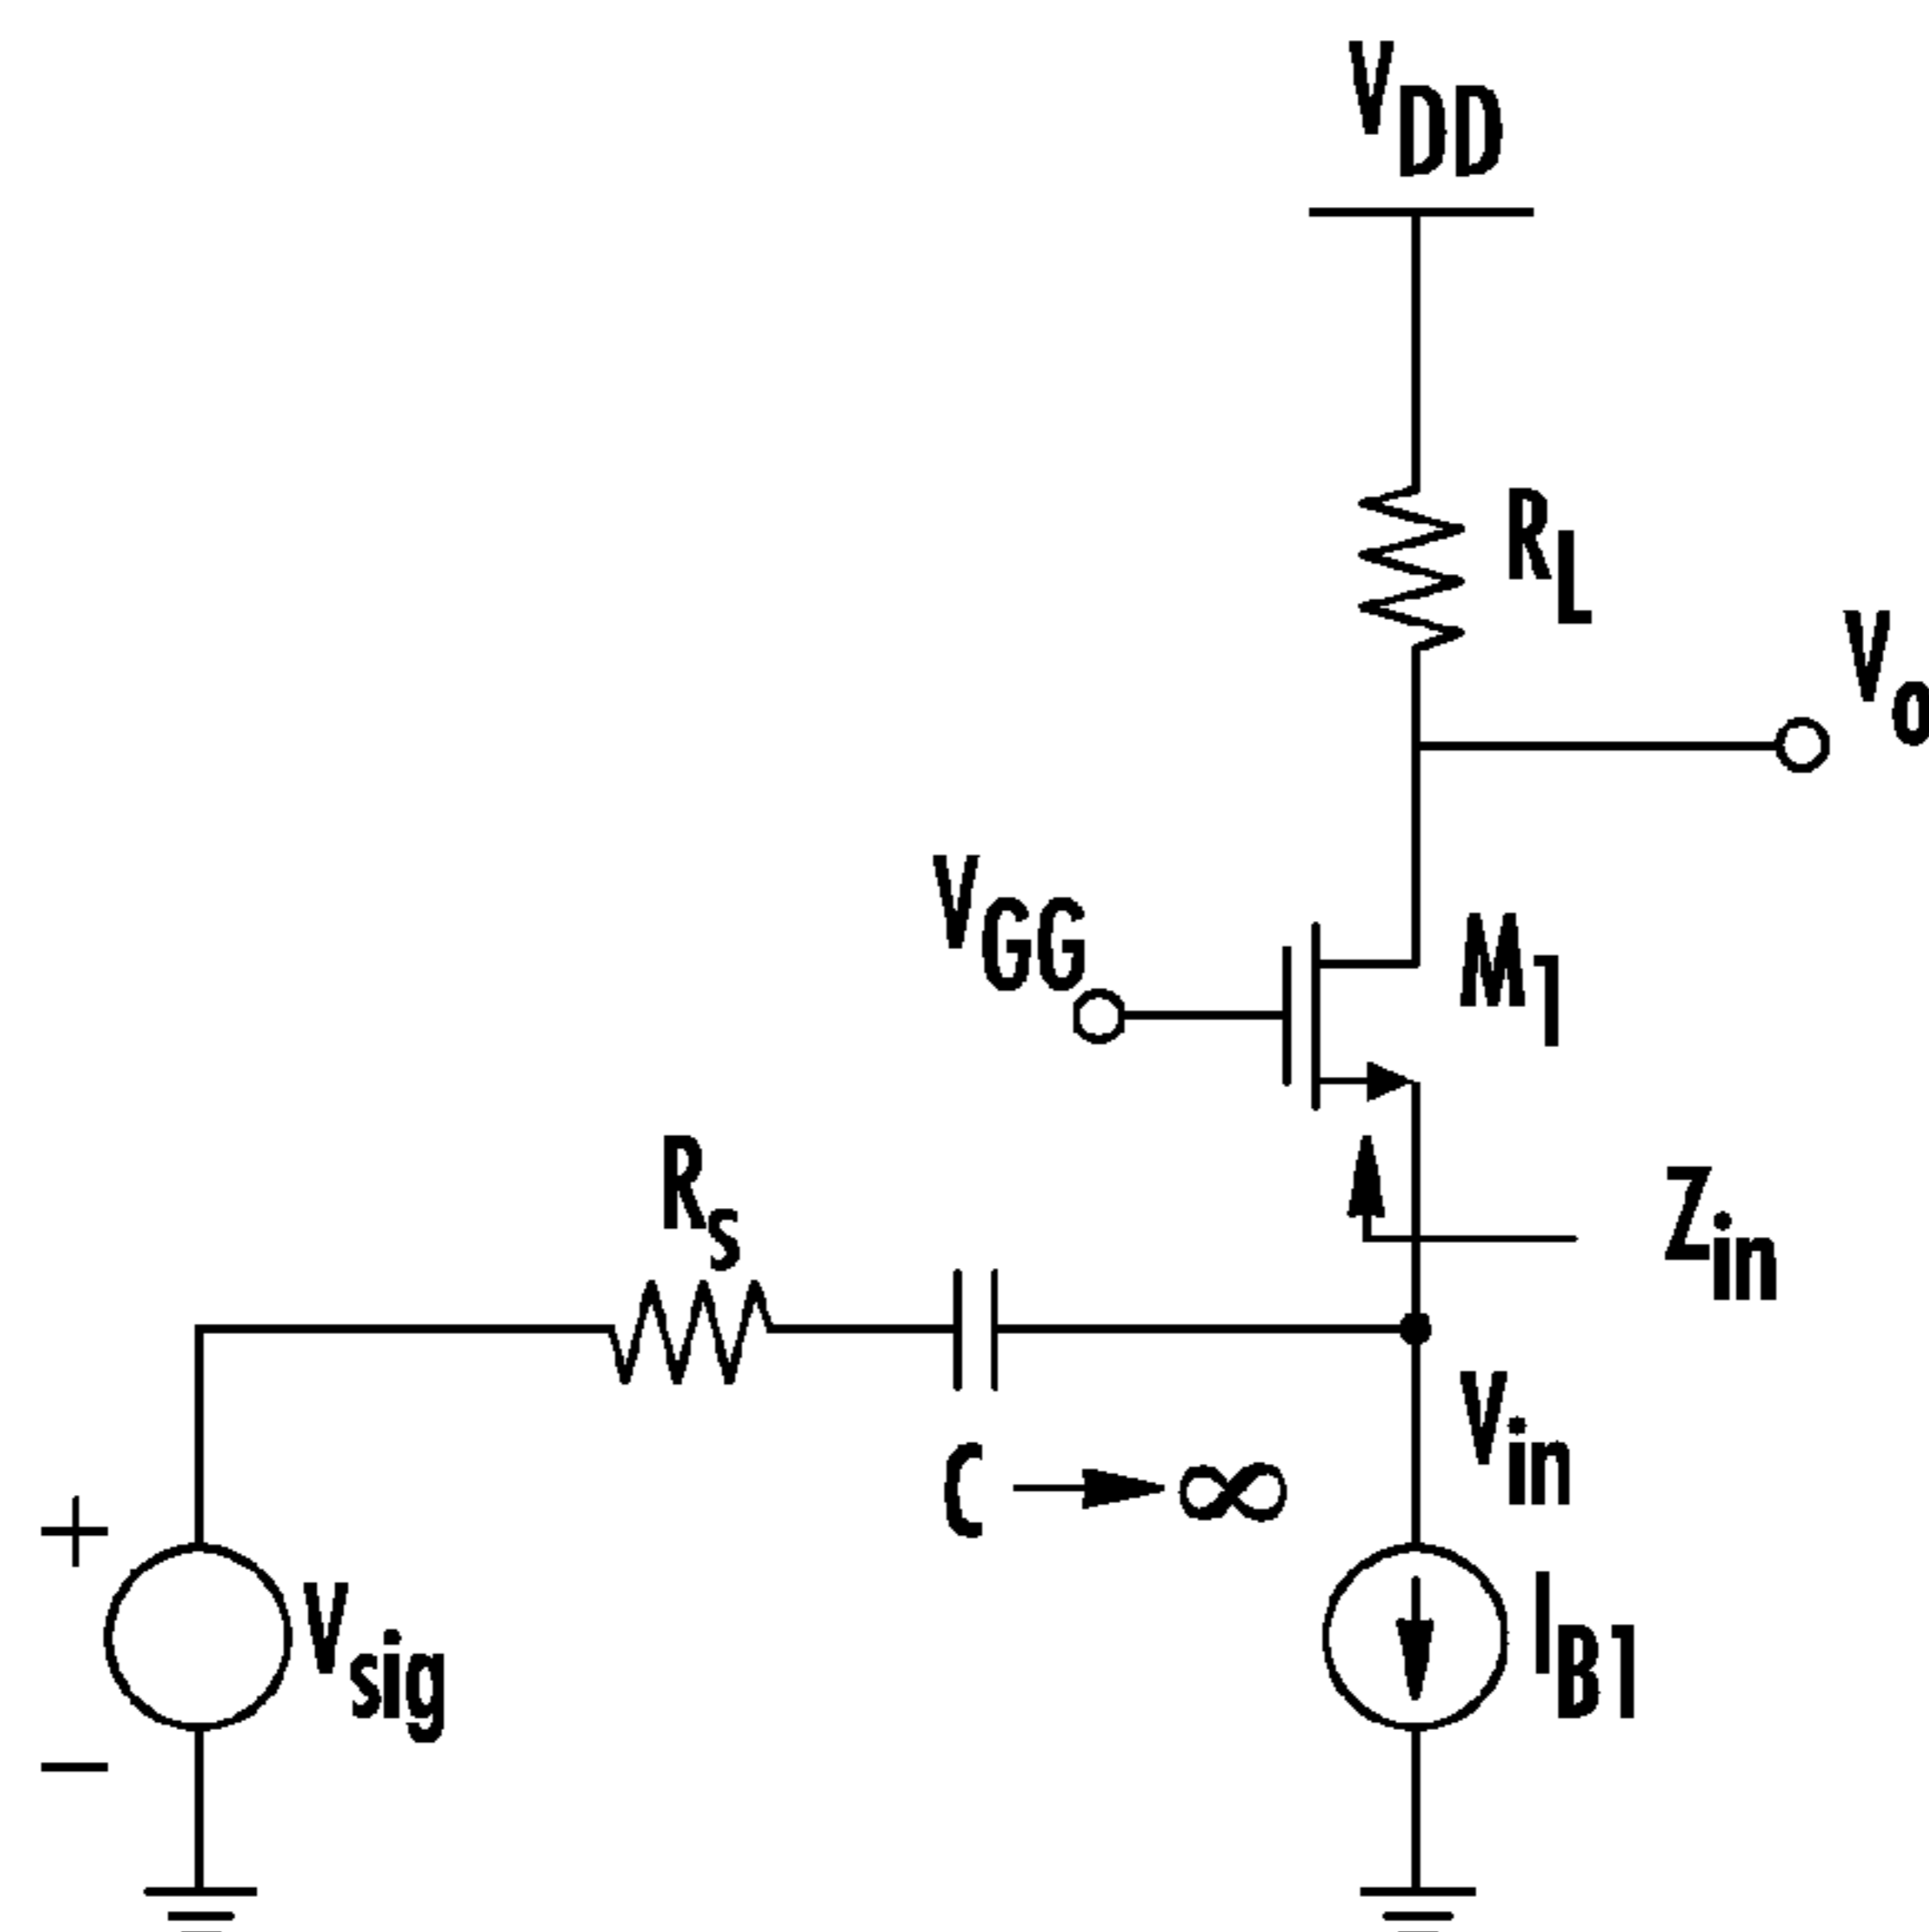 VDD
RL
Vo
VGG
M1
Rs
Zin
C → ∞
Vin
+
Vsig
IB1
−